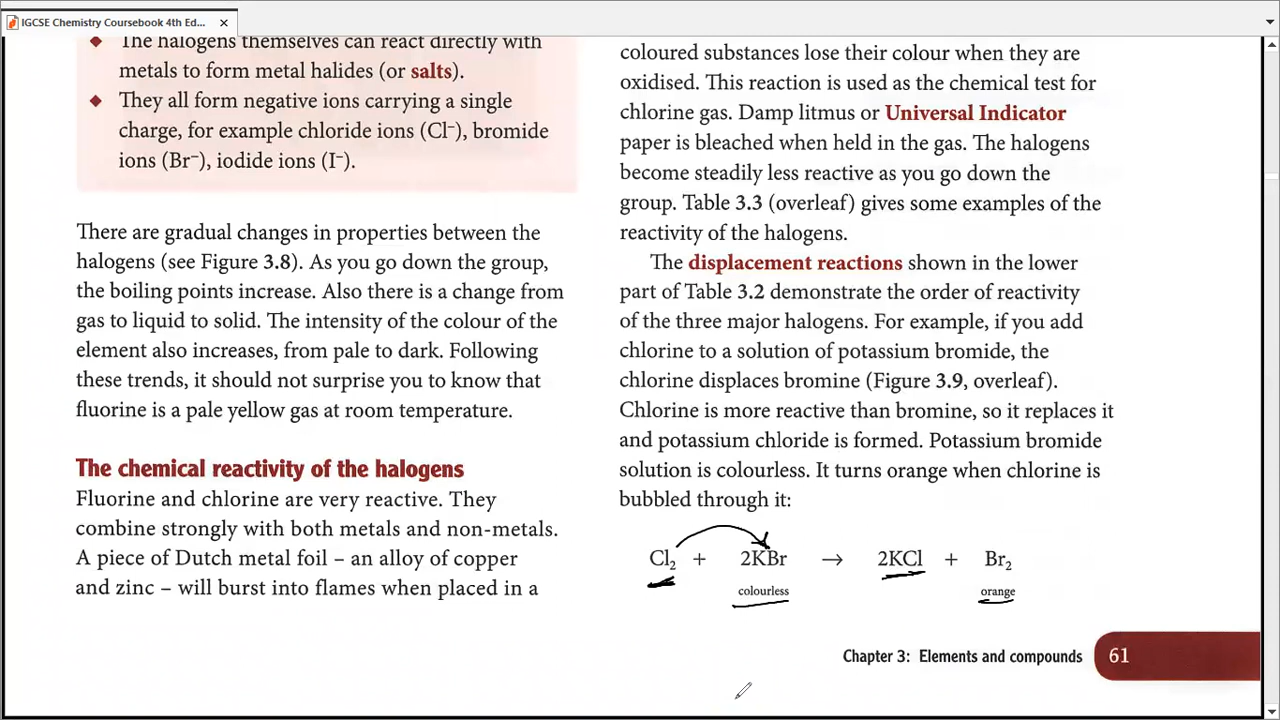 IGCSE Chemistry Coursebook 4th Ed...
◆ The halogens themselves can react directly with
metals to form metal halides (or salts).
◆ They all form negative ions carrying a single
charge, for example chloride ions (Cl⁻), bromide
ions (Br⁻), iodide ions (I⁻).
There are gradual changes in properties between the
halogens (see Figure 3.8). As you go down the group,
the boiling points increase. Also there is a change from
gas to liquid to solid. The intensity of the colour of the
element also increases, from pale to dark. Following
these trends, it should not surprise you to know that
fluorine is a pale yellow gas at room temperature.
The chemical reactivity of the halogens
Fluorine and chlorine are very reactive. They
combine strongly with both metals and non-metals.
A piece of Dutch metal foil – an alloy of copper
and zinc – will burst into flames when placed in a
coloured substances lose their colour when they are
oxidised. This reaction is used as the chemical test for
chlorine gas. Damp litmus or Universal Indicator
paper is bleached when held in the gas. The halogens
become steadily less reactive as you go down the
group. Table 3.3 (overleaf) gives some examples of the
reactivity of the halogens.
The displacement reactions shown in the lower
part of Table 3.2 demonstrate the order of reactivity
of the three major halogens. For example, if you add
chlorine to a solution of potassium bromide, the
chlorine displaces bromine (Figure 3.9, overleaf).
Chlorine is more reactive than bromine, so it replaces it
and potassium chloride is formed. Potassium bromide
solution is colourless. It turns orange when chlorine is
bubbled through it:
Cl₂ + 2KBr → 2KCl + Br₂
colourless orange
Chapter 3: Elements and compounds 61